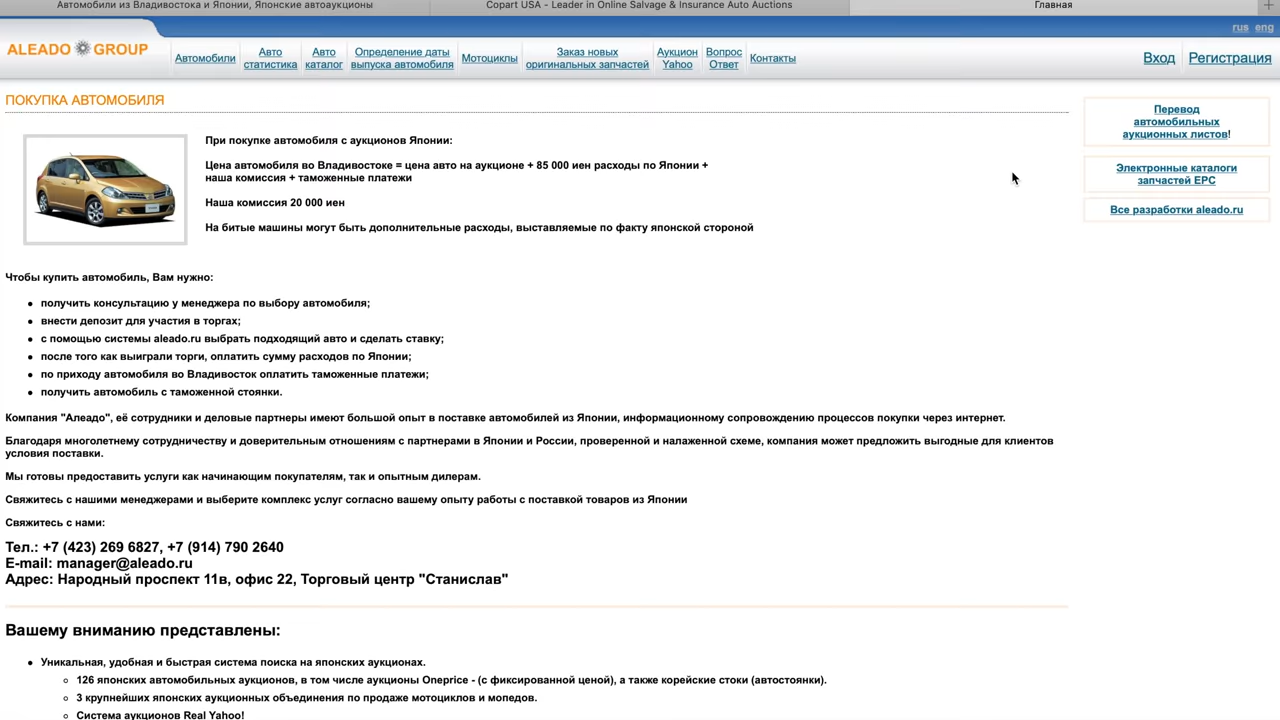 Автомобили из Владивостока и Японии, Японские автоаукционы
Copart USA - Leader in Online Salvage & Insurance Auto Auctions
Главная
rus eng
ALEADO GROUP
Автомобили
Авто
статистика
Авто
каталог
Определение даты
выпуска автомобиля
Мотоциклы
Заказ новых
оригинальных запчастей
Аукцион
Yahoo
Вопрос
Ответ
Контакты
Вход
Регистрация
ПОКУПКА АВТОМОБИЛЯ
При покупке автомобиля с аукционов Японии:
Цена автомобиля во Владивостоке = цена авто на аукционе + 85 000 иен расходы по Японии +
наша комиссия + таможенные платежи
Наша комиссия 20 000 иен
На битые машины могут быть дополнительные расходы, выставляемые по факту японской стороной
Перевод
автомобильных
аукционных листов!
Электронные каталоги
запчастей EPC
Все разработки aleado.ru
Чтобы купить автомобиль, Вам нужно:
• получить консультацию у менеджера по выбору автомобиля;
• внести депозит для участия в торгах;
• с помощью системы aleado.ru выбрать подходящий авто и сделать ставку;
• после того как выиграли торги, оплатить сумму расходов по Японии;
• по приходу автомобиля во Владивосток оплатить таможенные платежи;
• получить автомобиль с таможенной стоянки.
Компания "Алеадо", её сотрудники и деловые партнеры имеют большой опыт в поставке автомобилей из Японии, информационному сопровождению процессов покупки через интернет.
Благодаря многолетнему сотрудничеству и доверительным отношениям с партнерами в Японии и России, проверенной и налаженной схеме, компания может предложить выгодные для клиентов
условия поставки.
Мы готовы предоставить услуги как начинающим покупателям, так и опытным дилерам.
Свяжитесь с нашими менеджерами и выберите комплекс услуг согласно вашему опыту работы с поставкой товаров из Японии
Свяжитесь с нами:
Тел.: +7 (423) 269 6827, +7 (914) 790 2640
E-mail: manager@aleado.ru
Адрес: Народный проспект 11в, офис 22, Торговый центр "Станислав"
Вашему вниманию представлены:
• Уникальная, удобная и быстрая система поиска на японских аукционах.
◦ 126 японских автомобильных аукционов, в том числе аукционы Oneprice - (с фиксированной ценой), а также корейские стоки (автостоянки).
◦ 3 крупнейших японских аукционных объединения по продаже мотоциклов и мопедов.
◦ Система аукционов Real Yahoo!